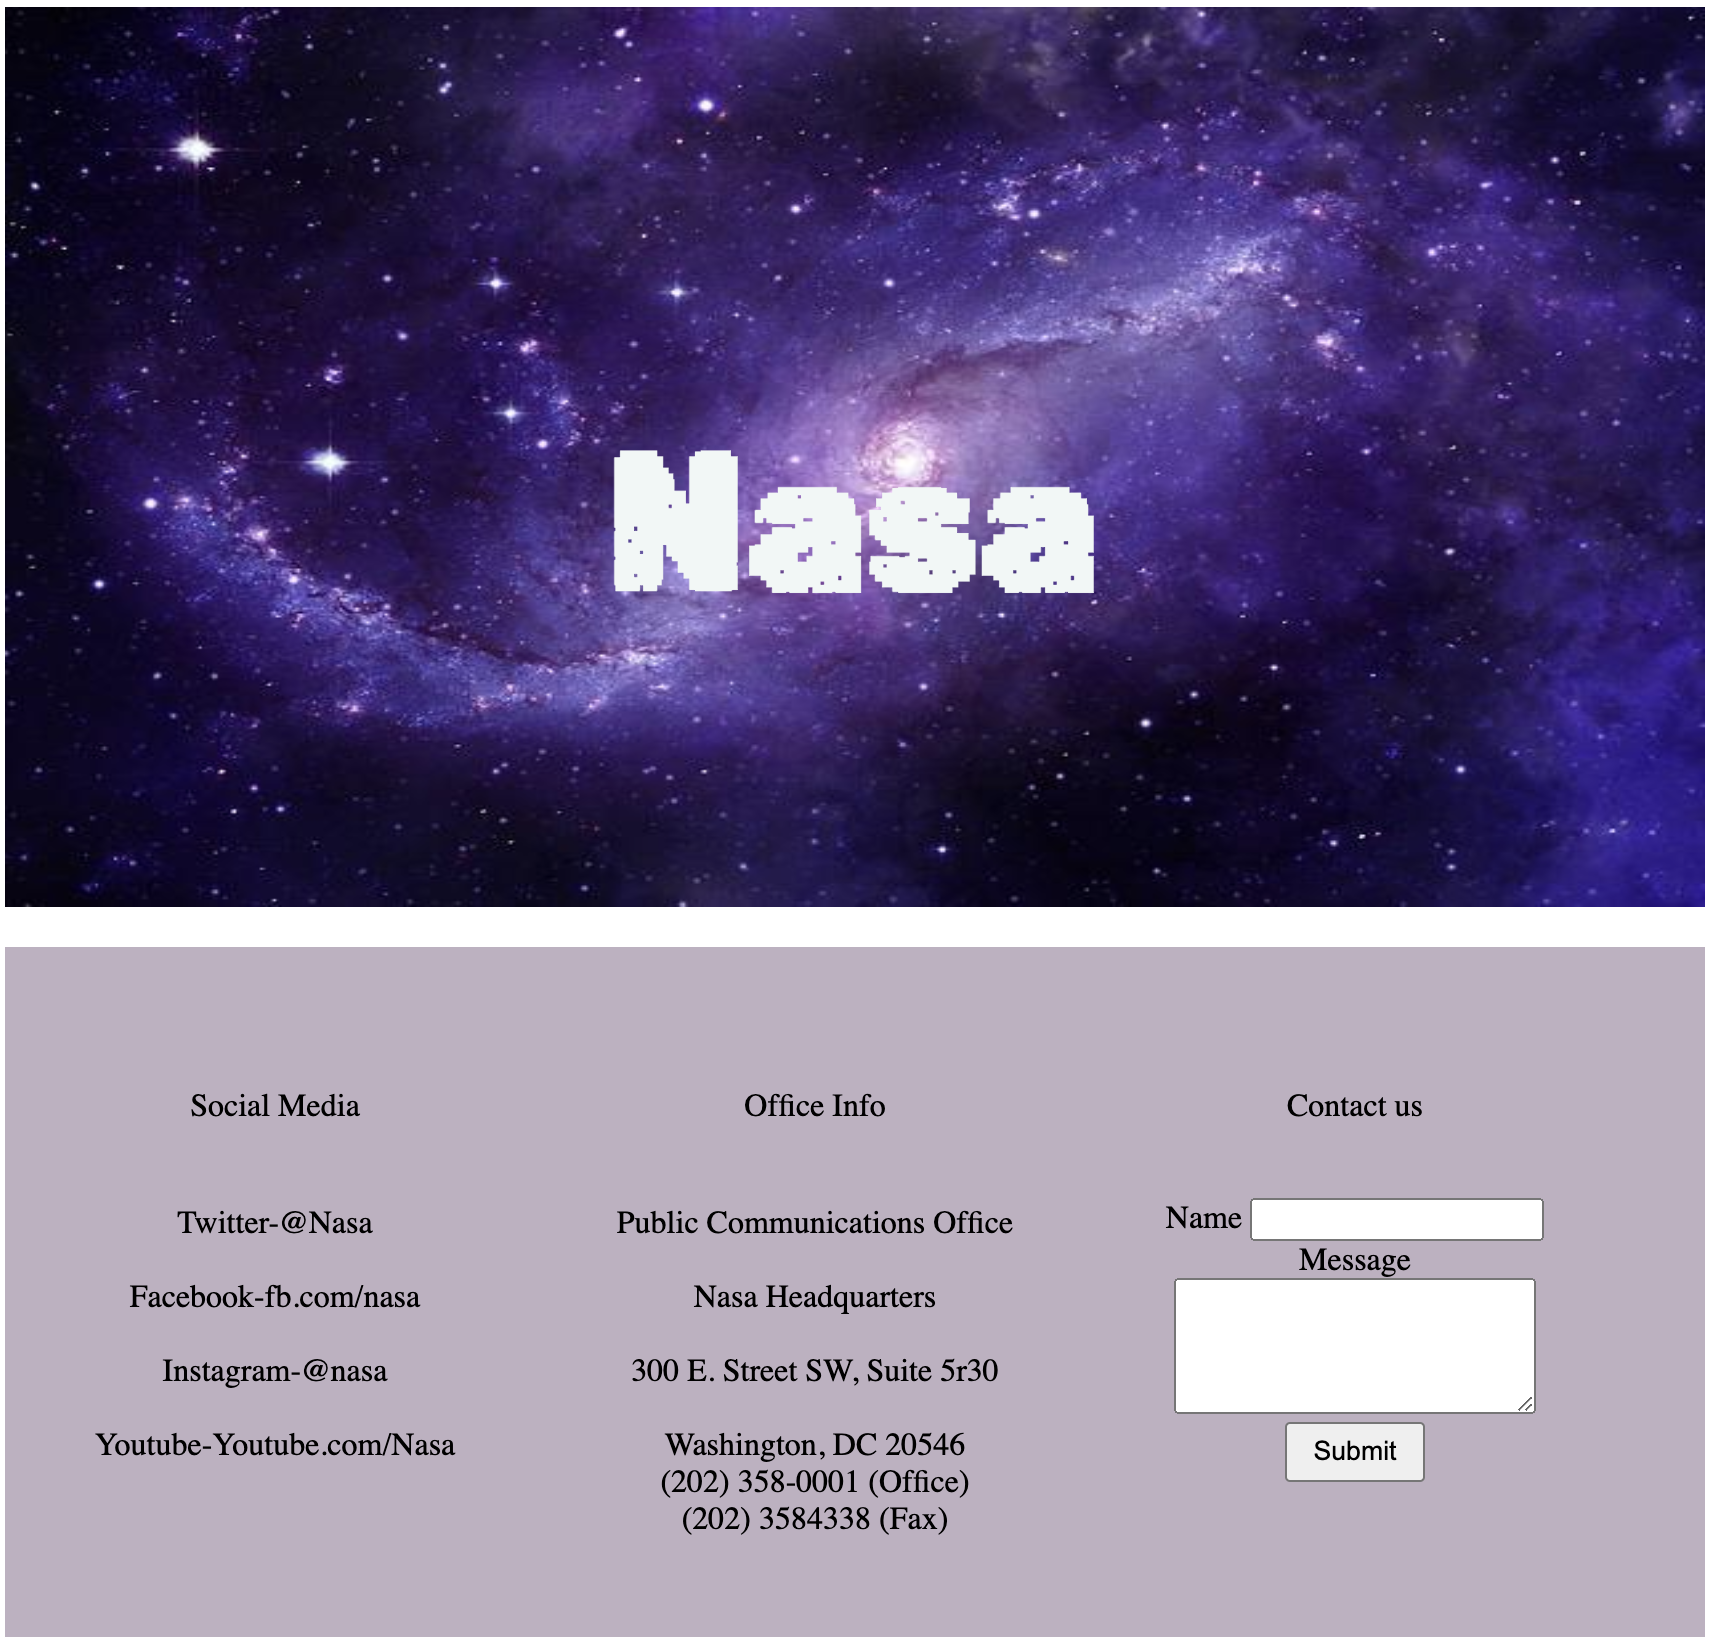 Nasa
Social Media
Twitter-@Nasa
Facebook-fb.com/nasa
Instagram-@nasa
Youtube-Youtube.com/Nasa
Office Info
Public Communications Office
Nasa Headquarters
300 E. Street SW, Suite 5r30
Washington, DC 20546
(202) 358-0001 (Office)
(202) 3584338 (Fax)
Contact us
Name
Message
Submit